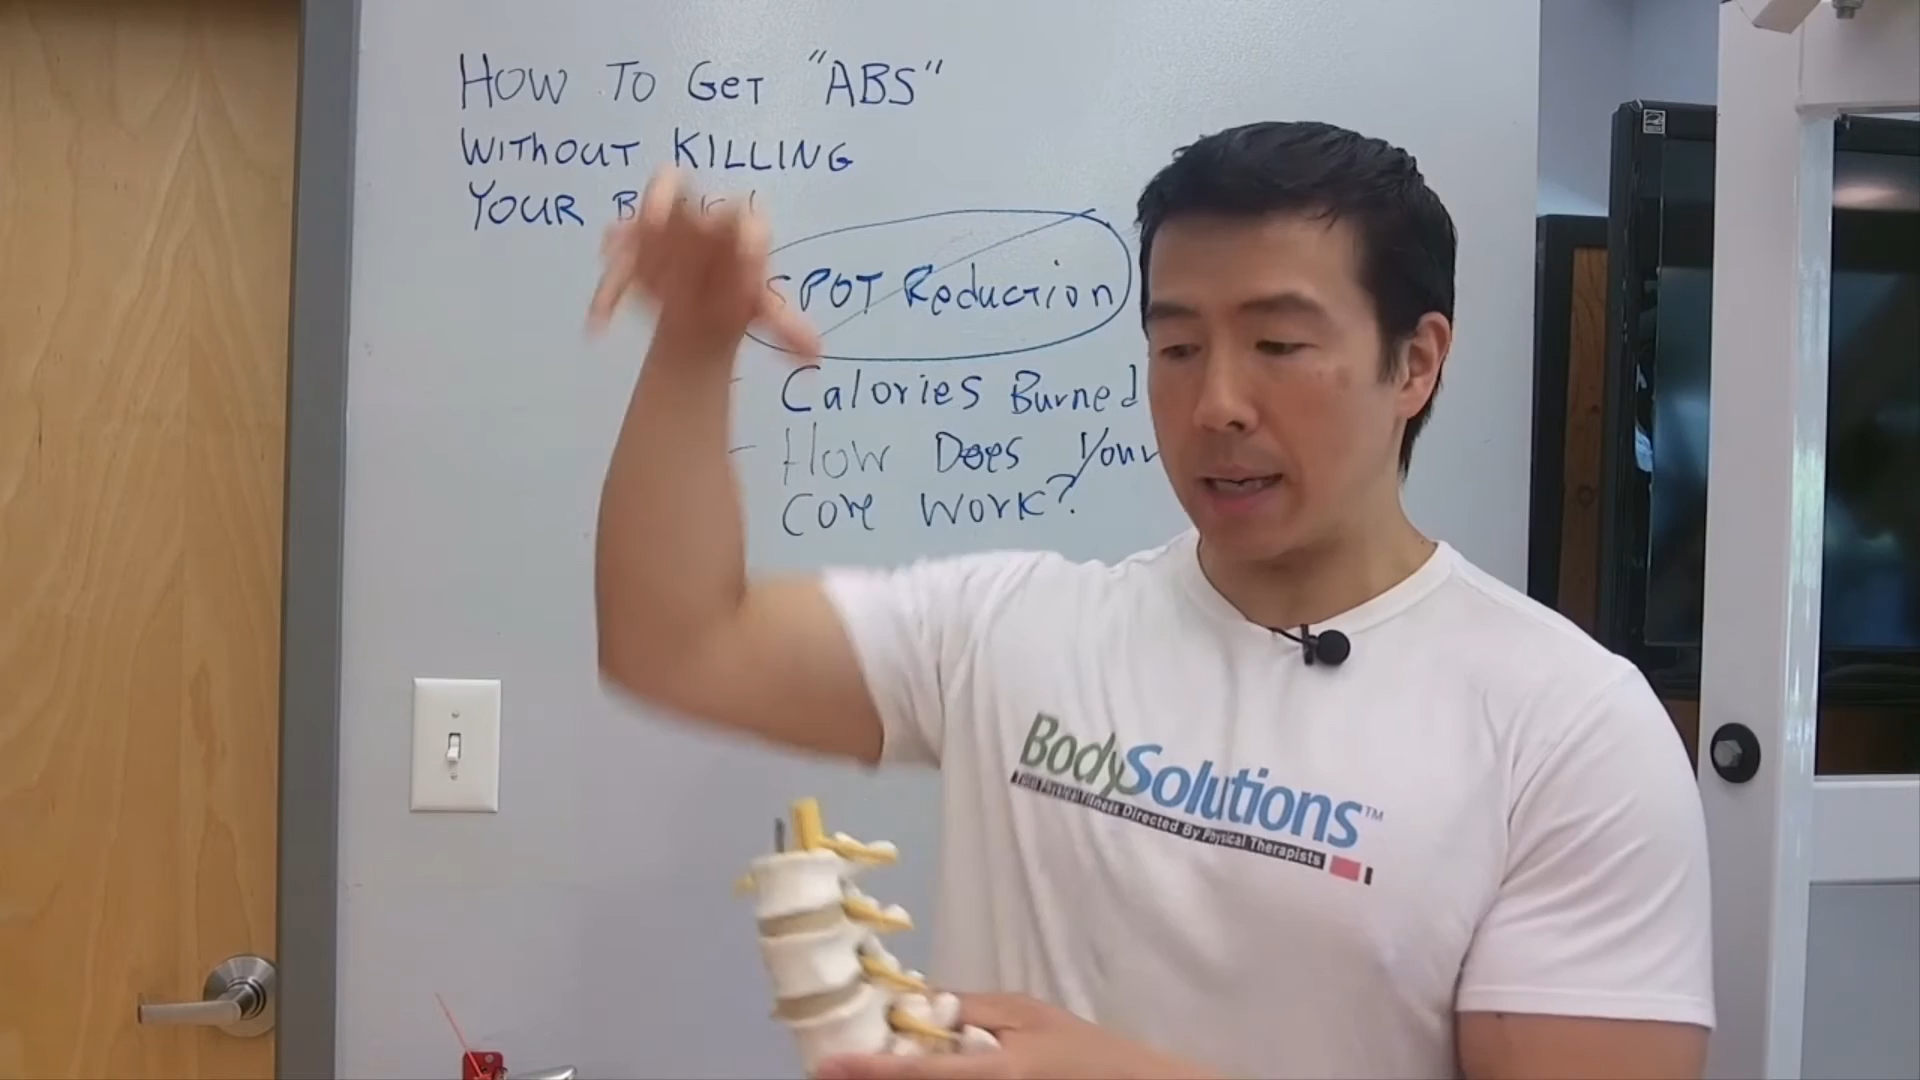 HOW TO GeT "ABS"
WITHOUT KILLING
YOUR
SPOT Reduction
- Calories Burned
- How Does Your
Core Work?
BodySolutions™
Total Physical Fitness Directed By Physical Therapists